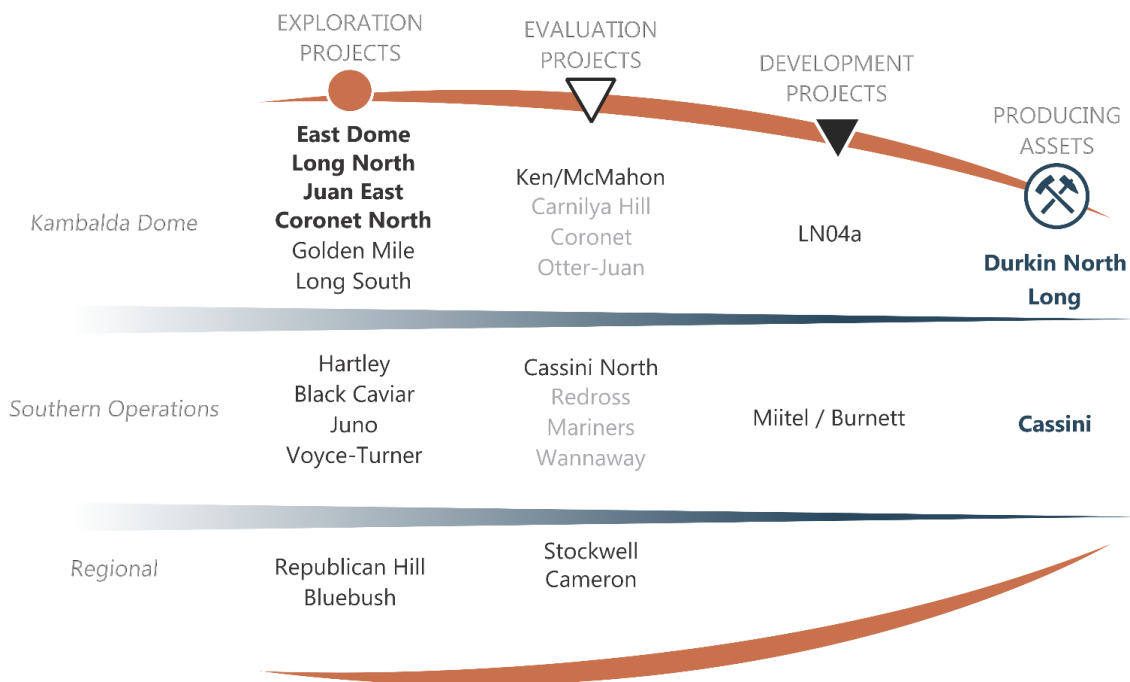 EXPLORATION
PROJECTS
EVALUATION
PROJECTS
DEVELOPMENT
PROJECTS
PRODUCING
ASSETS
Kambalda Dome
East Dome
Long North
Juan East
Coronet North
Golden Mile
Long South
Ken/McMahon
Carnilya Hill
Coronet
Otter-Juan
LN04a
Durkin North
Long
Southern Operations
Hartley
Black Caviar
Juno
Voyce-Turner
Cassini North
Redross
Mariners
Wannaway
Miitel / Burnett
Cassini
Regional
Republican Hill
Bluebush
Stockwell
Cameron